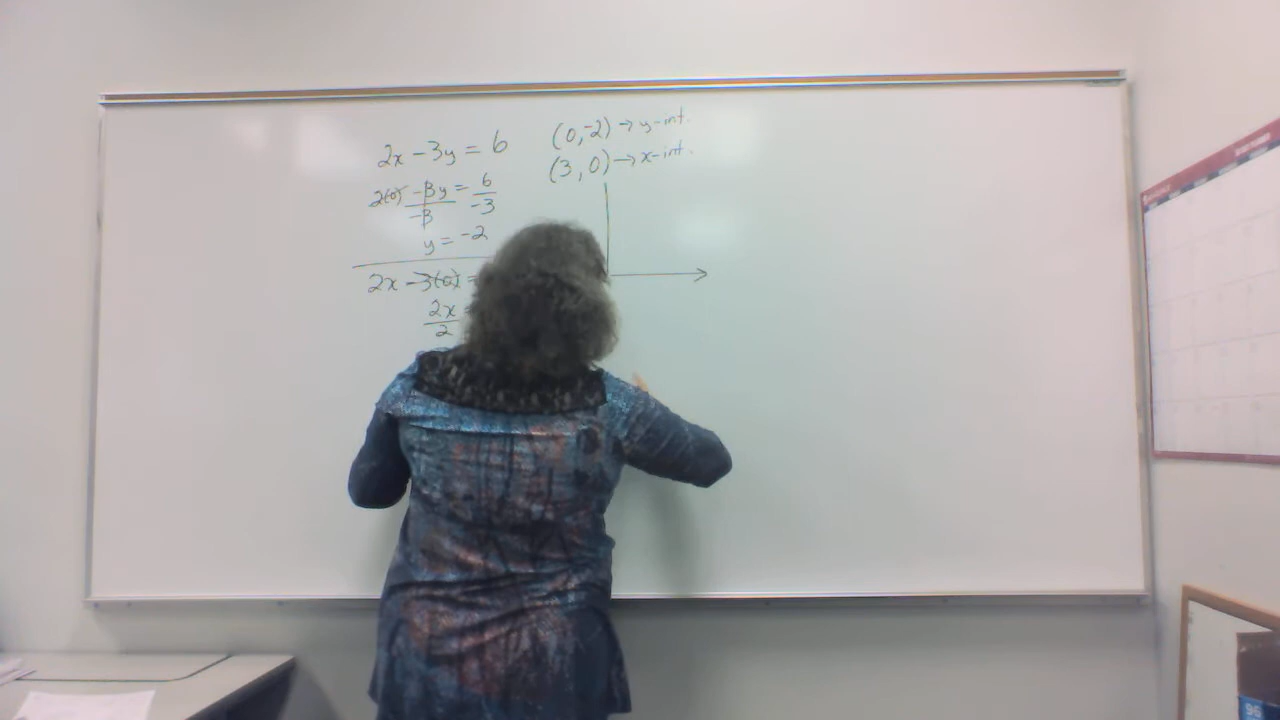 2x - 3y = 6
2(0) -3y = 6
-3 -3
y = -2
2x - 3(0) =
2x
2
(0, -2) → y-int.
(3, 0) → x-int.
96